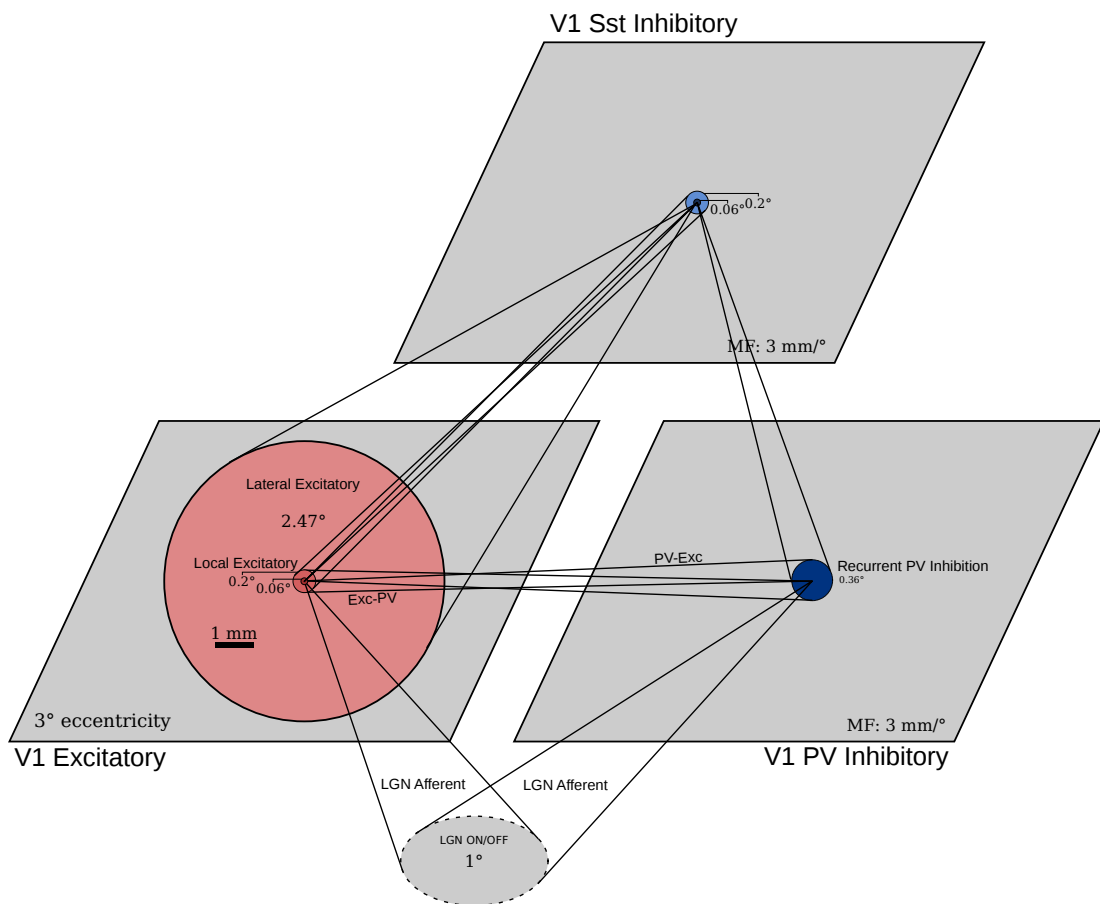 V1 Sst Inhibitory
0.06°
0.2°
MF: 3 mm/°
Lateral Excitatory
2.47°
Local Excitatory
0.2°
0.06°
Exc-PV
PV-Exc
Recurrent PV Inhibition
0.36°
1 mm
3° eccentricity
MF: 3 mm/°
V1 Excitatory
V1 PV Inhibitory
LGN Afferent
LGN Afferent
LGN ON/OFF
1°